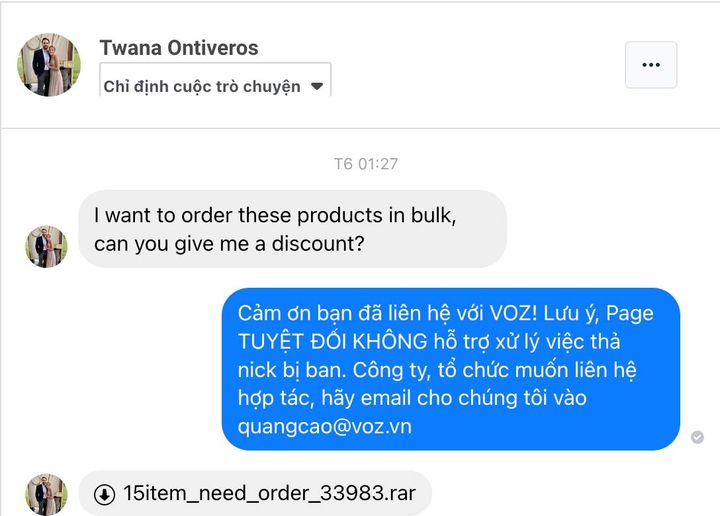 Twana Ontiveros
Chỉ định cuộc trò chuyện
T6 01:27
I want to order these products in bulk,
can you give me a discount?
Cảm ơn bạn đã liên hệ với VOZ! Lưu ý, Page
TUYỆT ĐỐI KHÔNG hỗ trợ xử lý việc thả
nick bị ban. Công ty, tổ chức muốn liên hệ
hợp tác, hãy email cho chúng tôi vào
quangcao@voz.vn
15item_need_order_33983.rar